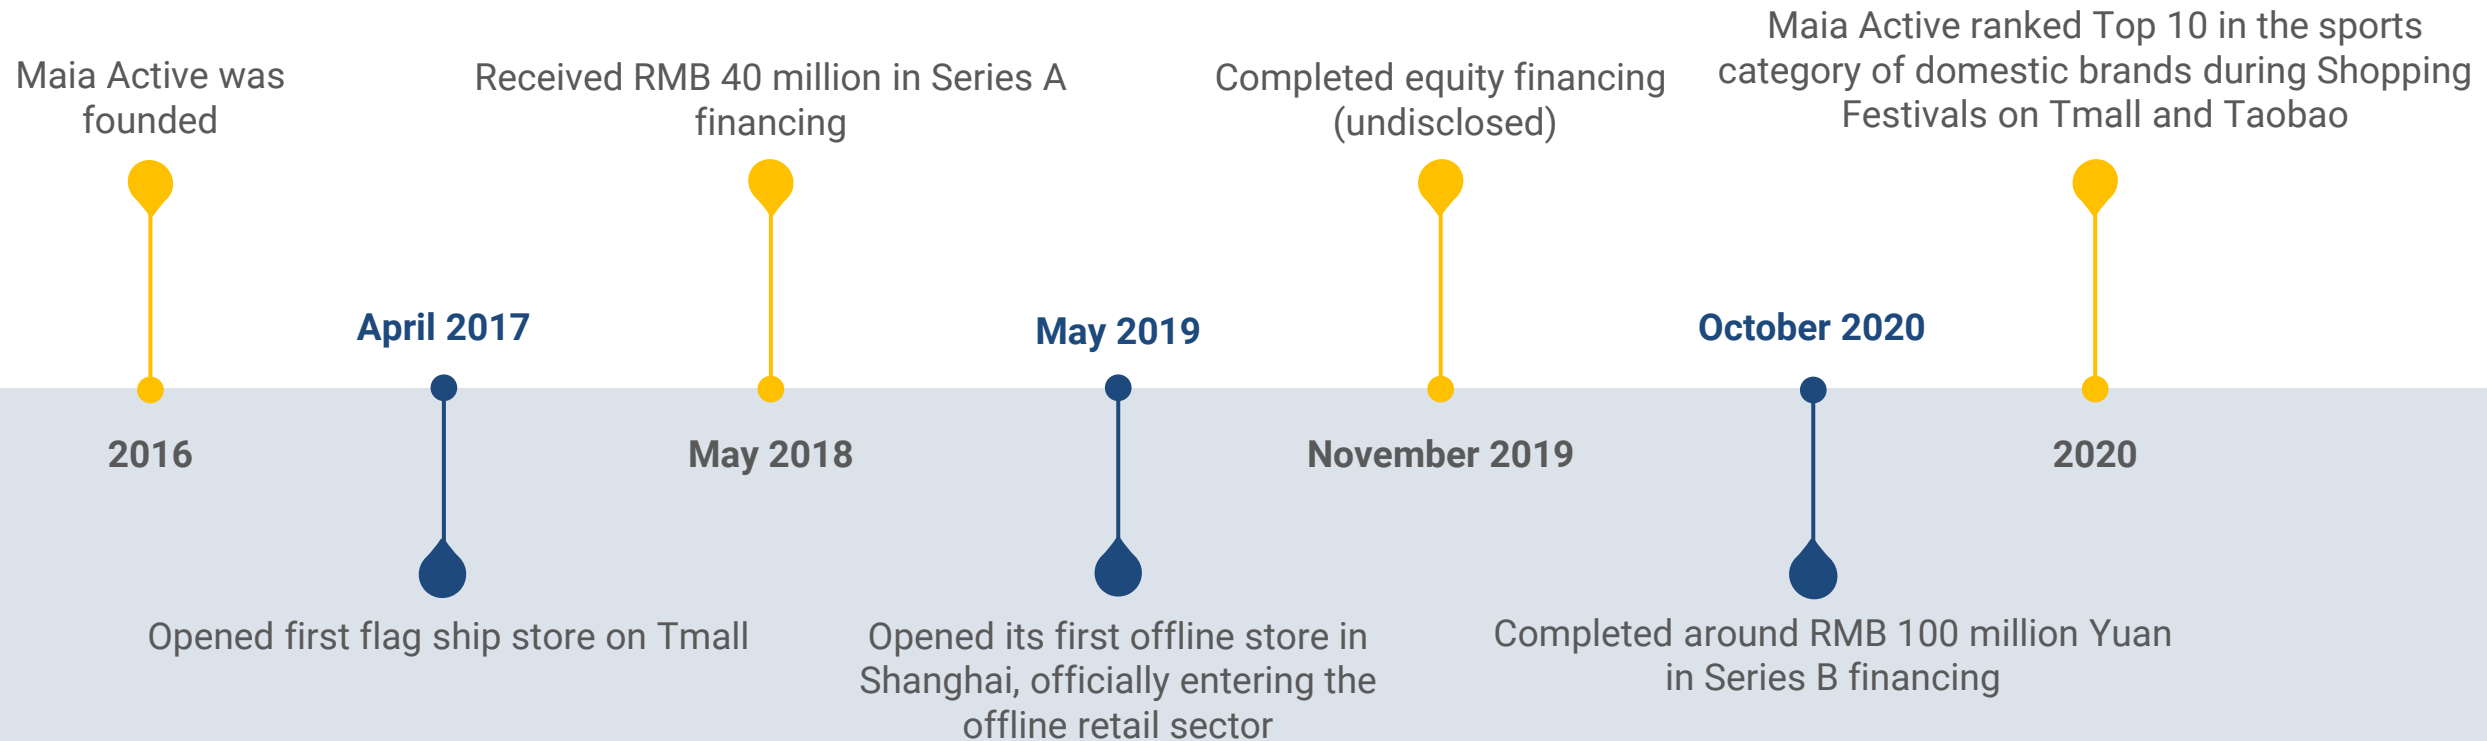 Maia Active was
founded
2016
April 2017
Opened first flag ship store on Tmall
Received RMB 40 million in Series A
financing
May 2018
May 2019
Opened its first offline store in
Shanghai, officially entering the
offline retail sector
Completed equity financing
(undisclosed)
November 2019
October 2020
Completed around RMB 100 million Yuan
in Series B financing
Maia Active ranked Top 10 in the sports
category of domestic brands during Shopping
Festivals on Tmall and Taobao
2020